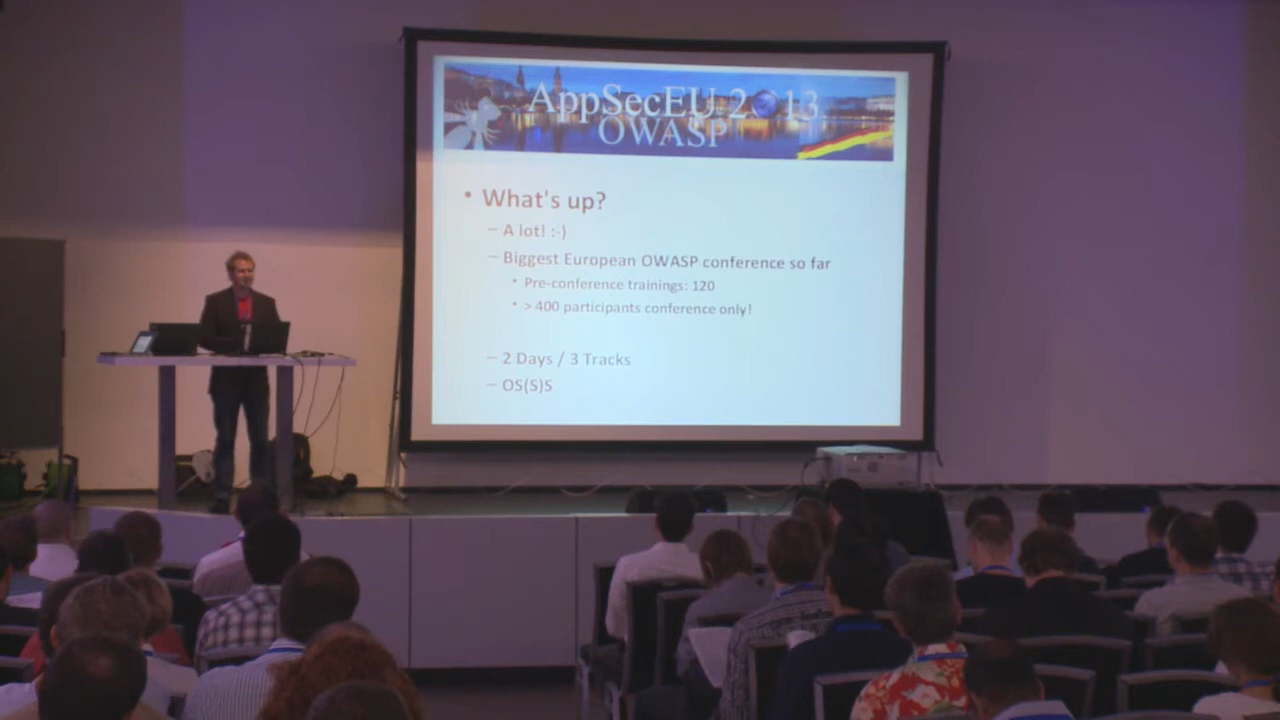 AppSecEU 2013
OWASP
• What's up?
– A lot! :-)
– Biggest European OWASP conference so far
• Pre-conference trainings: 120
• > 400 participants conference only!
– 2 Days / 3 Tracks
– OS(S)S